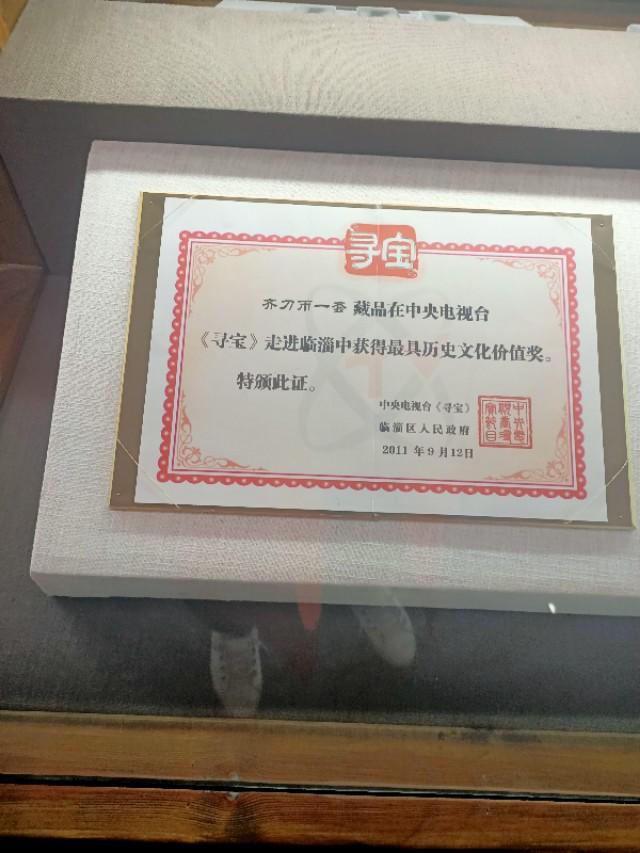 寻宝
齐刀币一套 藏品在中央电视台
《寻宝》走进临淄中获得最具历史文化价值奖。
特颁此证。
中央电视台《寻宝》
临淄区人民政府
2011 年 9 月 12 日